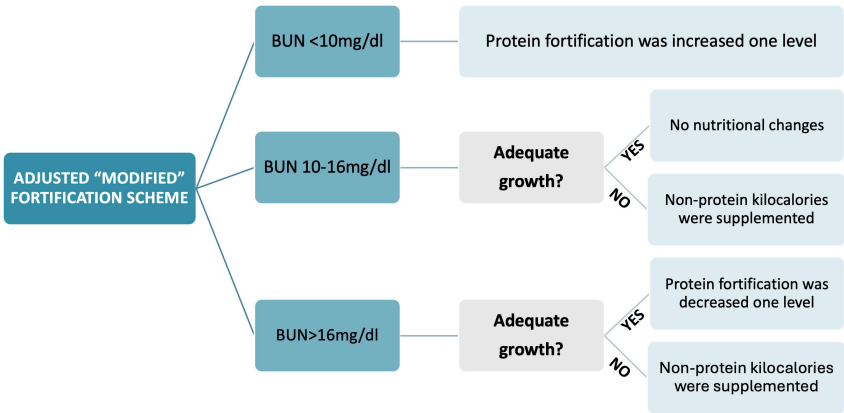 BUN <10mg/dl
Protein fortification was increased one level
ADJUSTED “MODIFIED”
FORTIFICATION SCHEME
BUN 10-16mg/dl
Adequate
growth?
YES
No nutritional changes
NO
Non-protein kilocalories
were supplemented
BUN>16mg/dl
Adequate
growth?
YES
Protein fortification was
decreased one level
NO
Non-protein kilocalories
were supplemented